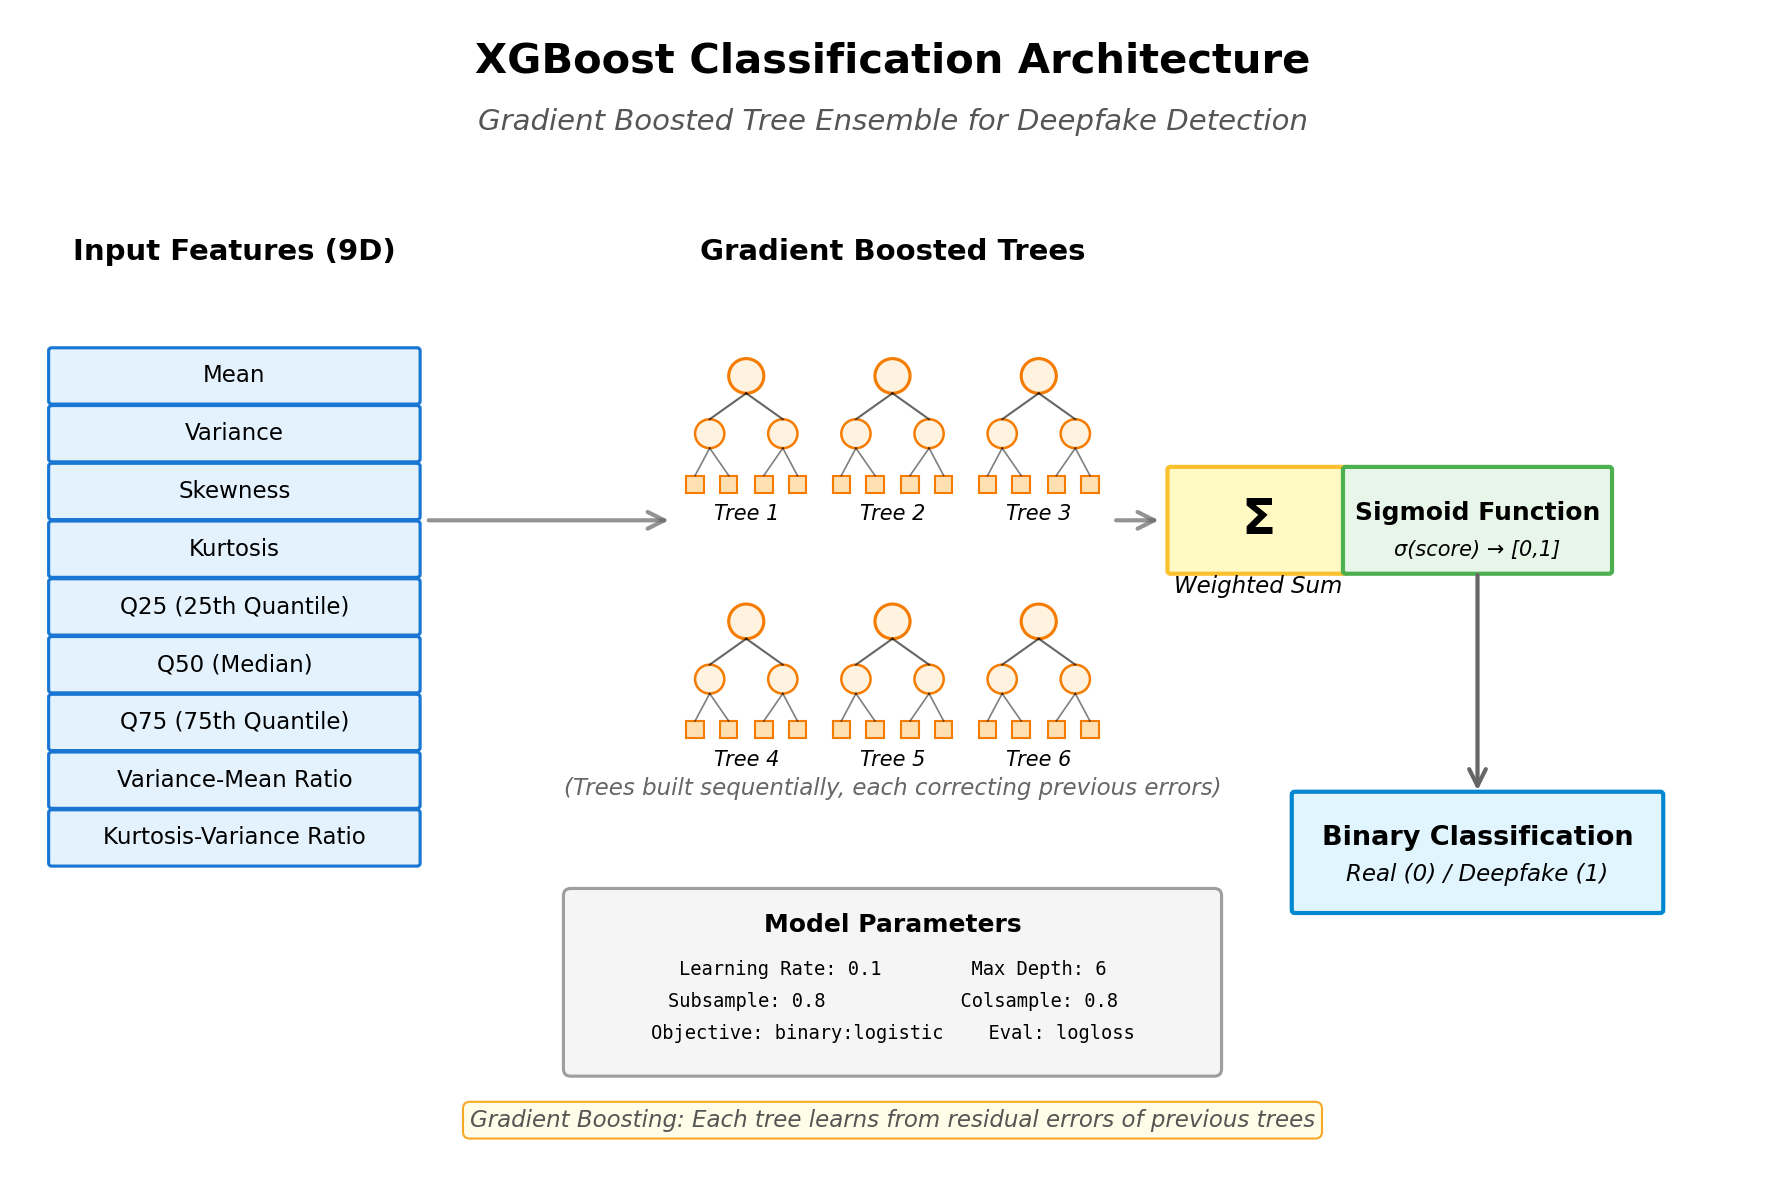 XGBoost Classification Architecture
Gradient Boosted Tree Ensemble for Deepfake Detection
Input Features (9D)
Mean
Variance
Skewness
Kurtosis
Q25 (25th Quantile)
Q50 (Median)
Q75 (75th Quantile)
Variance-Mean Ratio
Kurtosis-Variance Ratio
Gradient Boosted Trees
Tree 1
Tree 2
Tree 3
Tree 4
Tree 5
Tree 6
(Trees built sequentially, each correcting previous errors)
Σ
Weighted Sum
Sigmoid Function
σ(score) → [0,1]
Binary Classification
Real (0) / Deepfake (1)
Model Parameters
Learning Rate: 0.1 Max Depth: 6
Subsample: 0.8 Colsample: 0.8
Objective: binary:logistic Eval: logloss
Gradient Boosting: Each tree learns from residual errors of previous trees